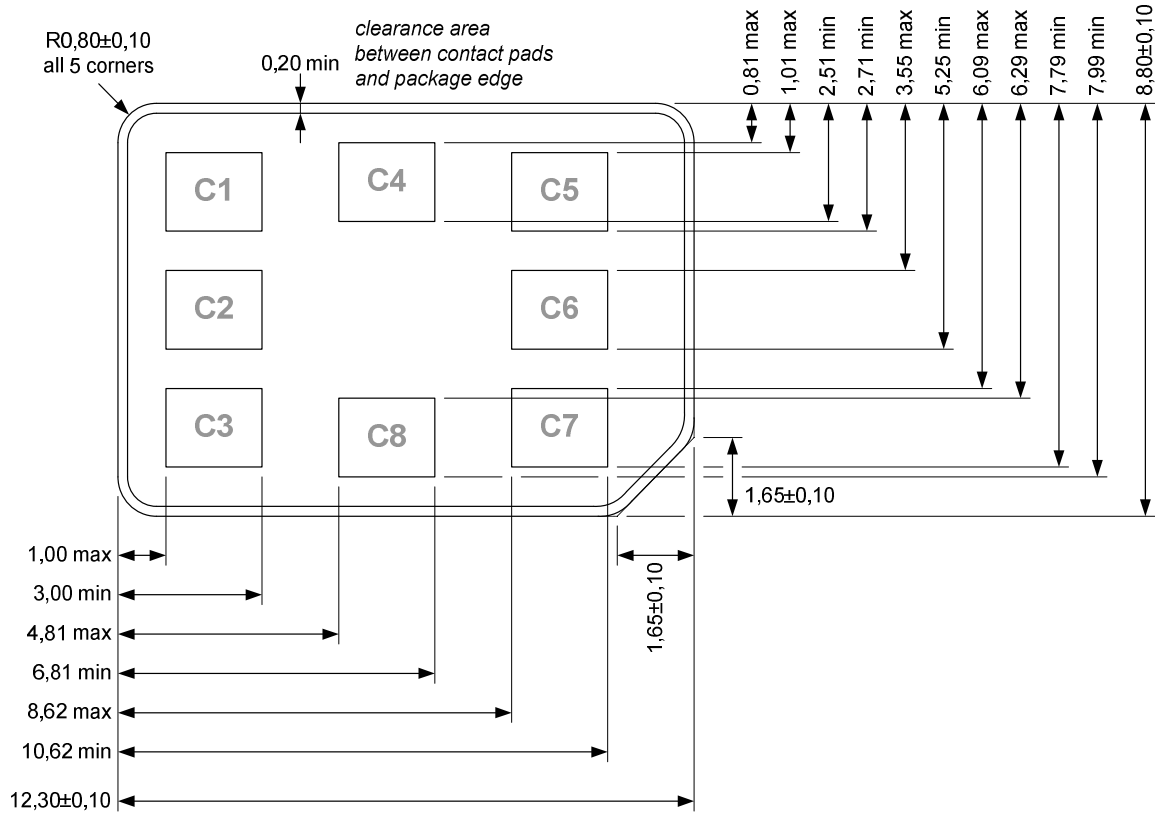 R0,80±0,10
all 5 corners
0,20 min
clearance area
between contact pads
and package edge
0,81 max
1,01 max
2,51 min
2,71 min
3,55 max
5,25 min
6,09 max
6,29 max
7,79 min
7,99 min
8,80±0,10
C1
C4
C5
C2
C6
C3
C8
C7
1,65±0,10
1,65±0,10
1,00 max
3,00 min
4,81 max
6,81 min
8,62 max
10,62 min
12,30±0,10